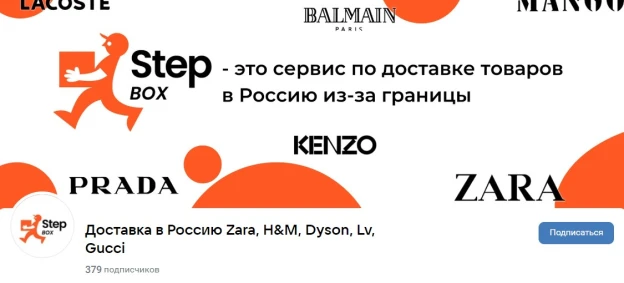 LACOSTE
BALMAIN
PARIS
MANGO
Step
BOX
- это сервис по доставке товаров
в Россию из-за границы
KENZO
PRADA
ZARA
Step
BOX
Доставка в Россию Zara, H&M, Dyson, Lv,
Gucci
379 подписчиков
Подписаться